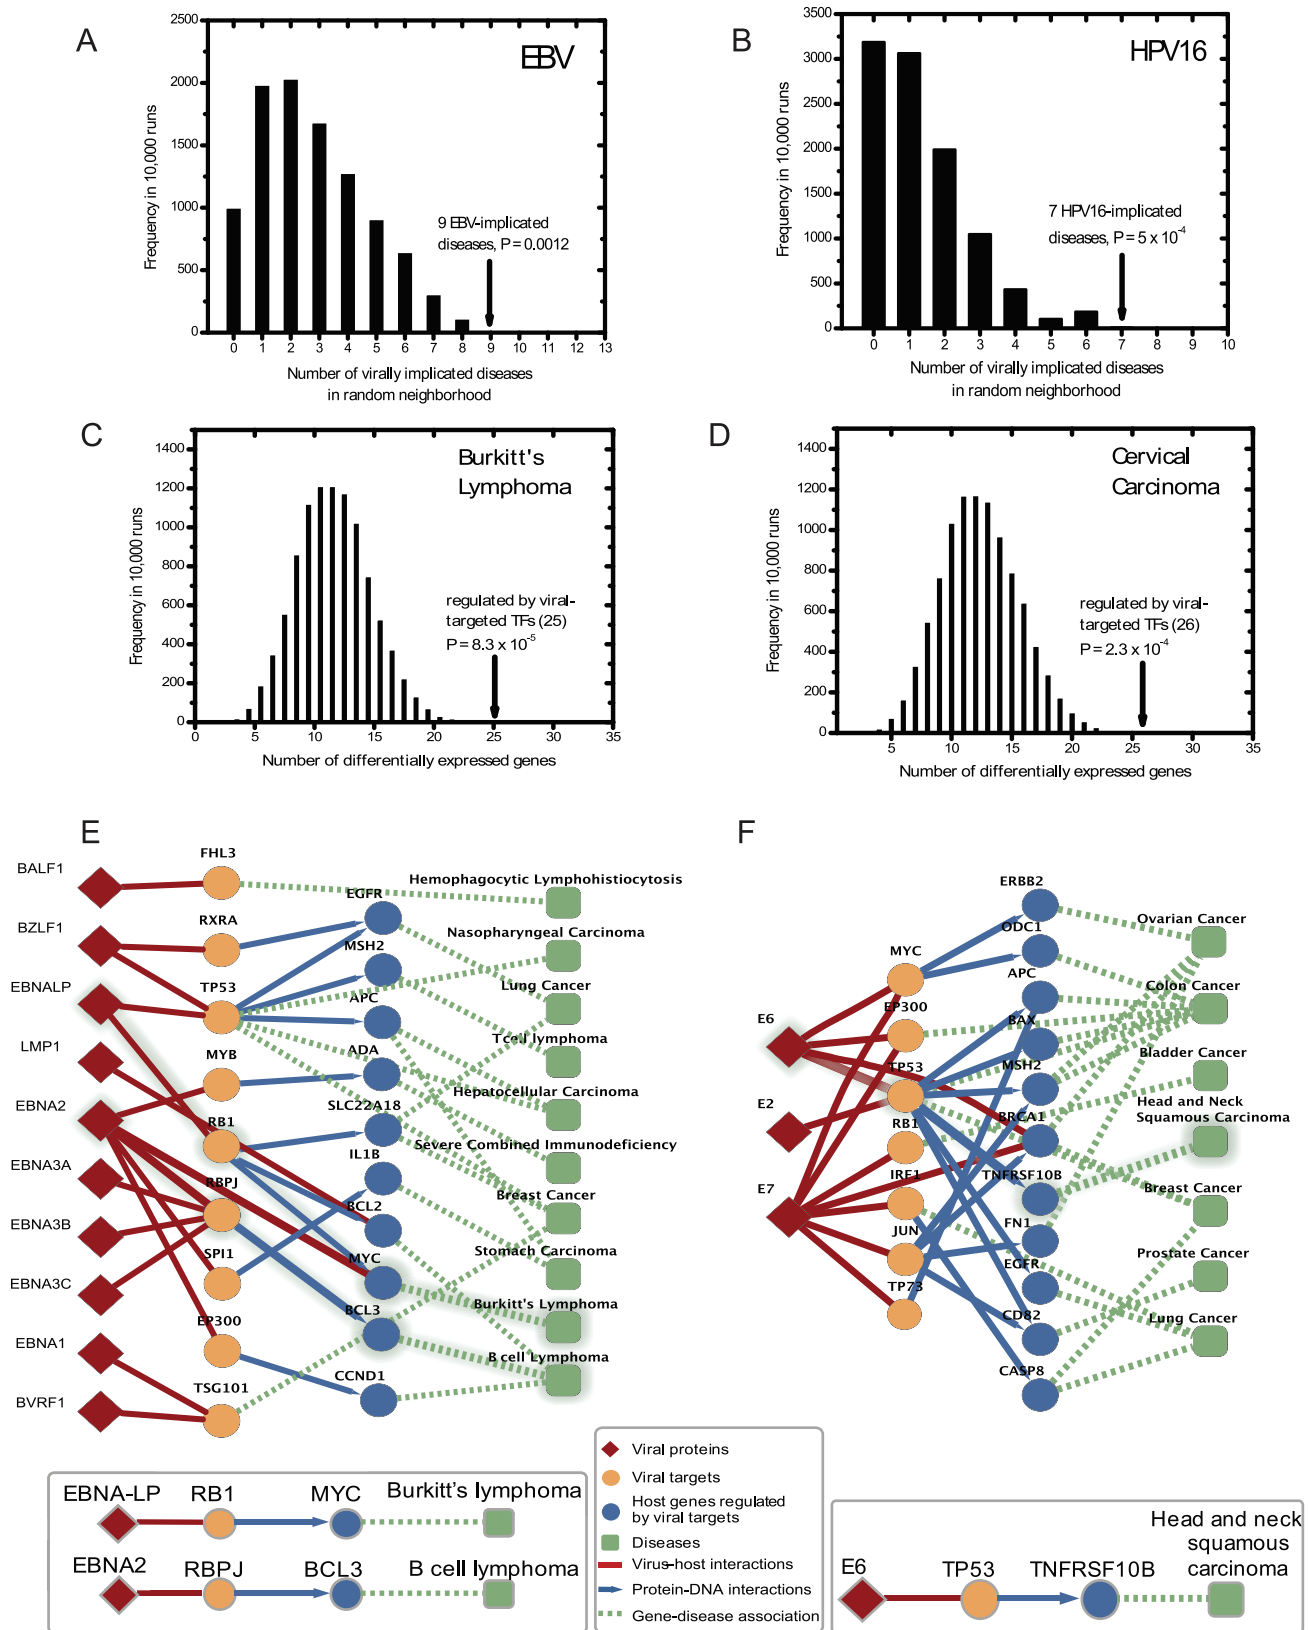 A
EBV
2500
2000
1500
1000
500
0
Frequency in 10,000 runs
9 EBV-implicated
diseases, P = 0.0012
0 1 2 3 4 5 6 7 8 9 10 11 12 13
Number of virally implicated diseases
in random neighborhood
B
HPV16
3500
3000
2500
2000
1500
1000
500
0
Frequency in 10,000 runs
7 HPV16-implicated
diseases, P = 5 x 10-4
0 1 2 3 4 5 6 7 8 9 10
Number of virally implicated diseases
in random neighborhood
C
Burkitt's
Lymphoma
1400
1200
1000
800
600
400
200
0
Frequency in 10,000 runs
regulated by viral-
targeted TFs (25)
P = 8.3 x 10-5
0 5 10 15 20 25 30 35
Number of differentially expressed genes
D
Cervical
Carcinoma
1400
1200
1000
800
600
400
200
0
Frequency in 10,000 runs
regulated by viral-
targeted TFs (26)
P = 2.3 x 10-4
5 10 15 20 25 30 35
Number of differentially expressed genes
E
BALF1
BZLF1
EBNALP
LMP1
EBNA2
EBNA3A
EBNA3B
EBNA3C
EBNA1
BVRF1
FHL3
RXRA
TP53
MYB
RB1
RBPJ
SPI1
EP300
TSG101
EGFR
MSH2
APC
ADA
SLC22A18
IL1B
BCL2
MYC
BCL3
CCND1
Hemophagocytic Lymphohistiocytosis
Nasopharyngeal Carcinoma
Lung Cancer
Tcell lymphoma
Hepatocellular Carcinoma
Severe Combined Immunodeficiency
Breast Cancer
Stomach Carcinoma
Burkitt's Lymphoma
B cell Lymphoma
F
E6
E2
E7
MYC
EP300
TP53
RB1
IRF1
JUN
TP73
ERBB2
ODC1
APC
BAX
MSH2
BRCA1
TNFRSF10B
FN1
EGFR
CD82
CASP8
Ovarian Cancer
Colon Cancer
Bladder Cancer
Head and Neck
Squamous Carcinoma
Breast Cancer
Prostate Cancer
Lung Cancer
EBNA-LP RB1 MYC Burkitt's lymphoma
EBNA2 RBPJ BCL3 B cell lymphoma
Viral proteins
Viral targets
Host genes regulated
by viral targets
Diseases
Virus–host interactions
Protein-DNA interactions
Gene-disease association
Head and neck
squamous
carcinoma
E6 TP53 TNFRSF10B